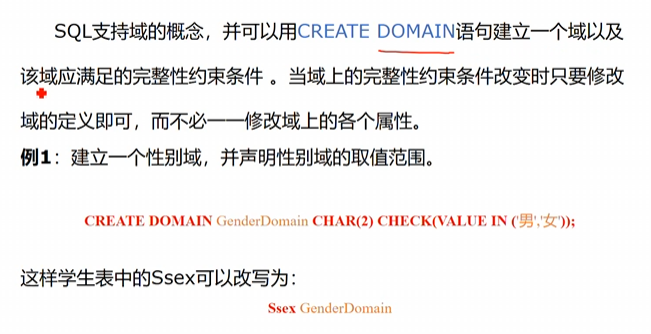 SQL支持域的概念，并可以用CREATE DOMAIN语句建立一个域以及
该域应满足的完整性约束条件 。当域上的完整性约束条件改变时只要修改
域的定义即可，而不必一一修改域上的各个属性。
例1：建立一个性别域，并声明性别域的取值范围。
CREATE DOMAIN GenderDomain CHAR(2) CHECK(VALUE IN ('男','女'));
这样学生表中的Ssex可以改写为：
Ssex GenderDomain